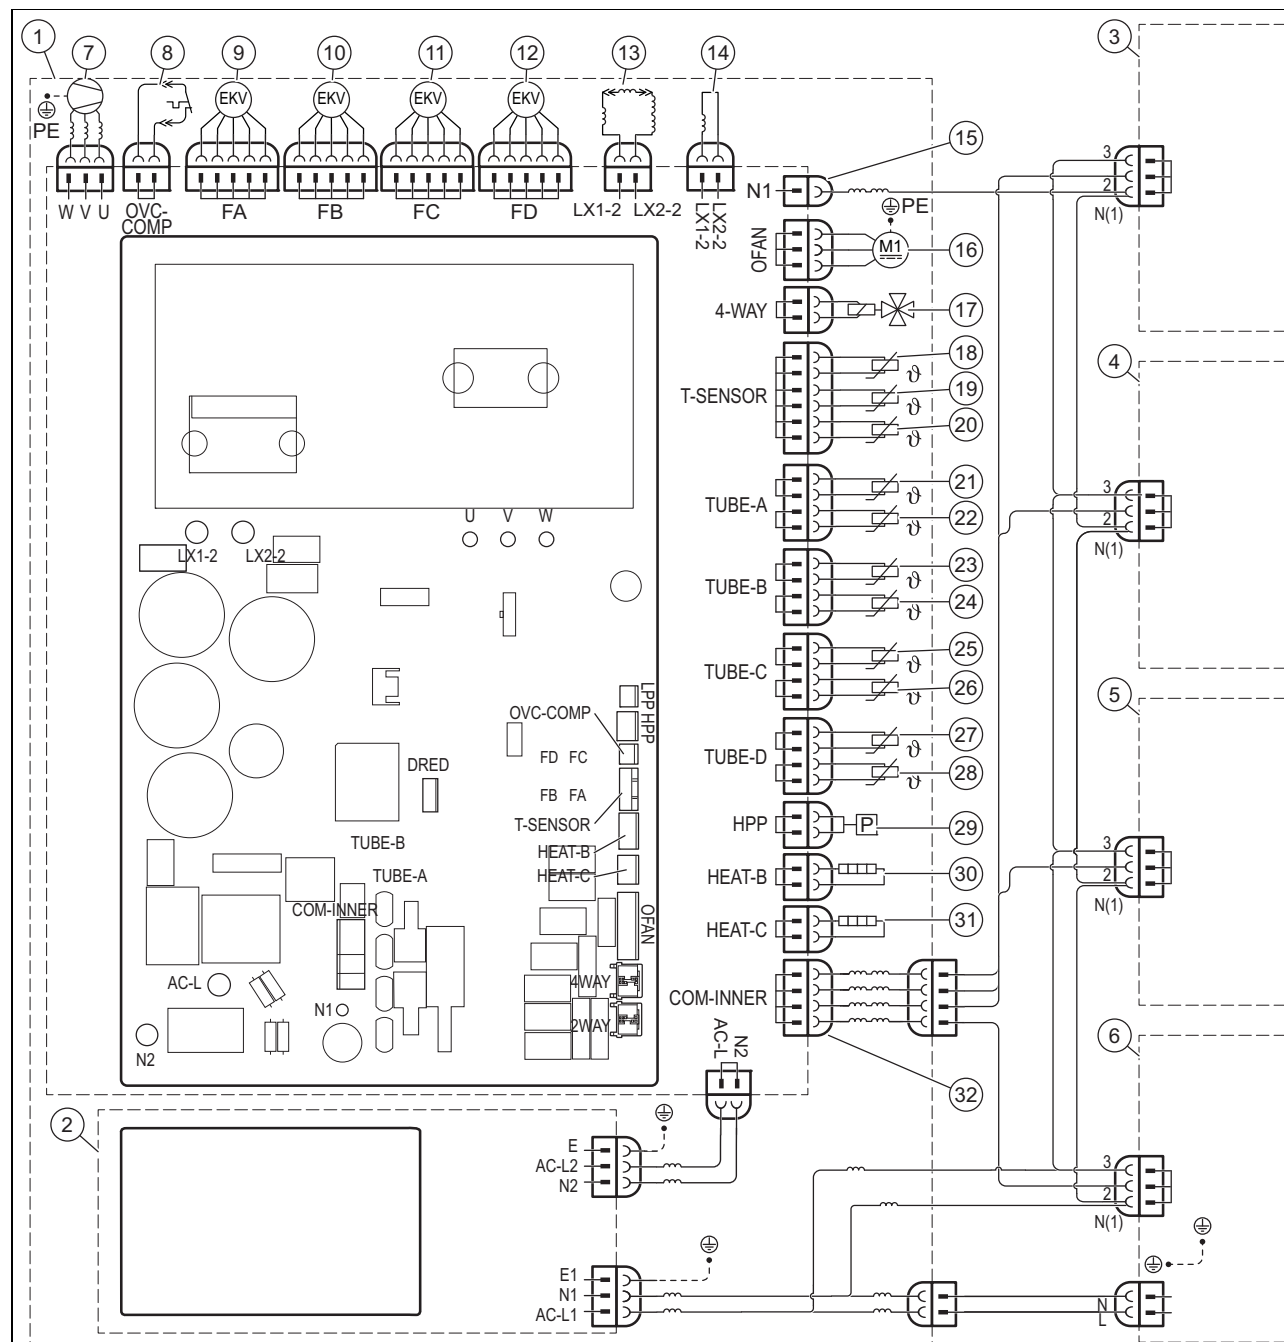 1
7
8
9
10
11
12
13
14
3
EKV
EKV
EKV
EKV
PE
W V U
OVC-
COMP
FA
FB
FC
FD
LX1-2
LX2-2
LX1-2
LX2-2
N1
15
3
2
N(1)
PE
OFAN
M1
16
4-WAY
17
4
T-SENSOR
18
ϑ
19
ϑ
20
ϑ
TUBE-A
21
ϑ
22
ϑ
3
2
N(1)
U
V
W
LX1-2
LX2-2
TUBE-B
23
ϑ
24
ϑ
TUBE-C
25
ϑ
26
ϑ
5
LPP
HPP
OVC-COMP
FD
FC
TUBE-D
27
ϑ
28
ϑ
DRED
FB
FA
T-SENSOR
HPP
P
29
TUBE-B
HEAT-B
HEAT-C
TUBE-A
COM-INNER
OFAN
HEAT-B
30
HEAT-C
31
3
2
N(1)
AC-L
4WAY
COM-INNER
N1
2WAY
N2
AC-L
N2
32
6
2
E
AC-L2
N2
3
2
N(1)
E1
N1
AC-L1
N
L